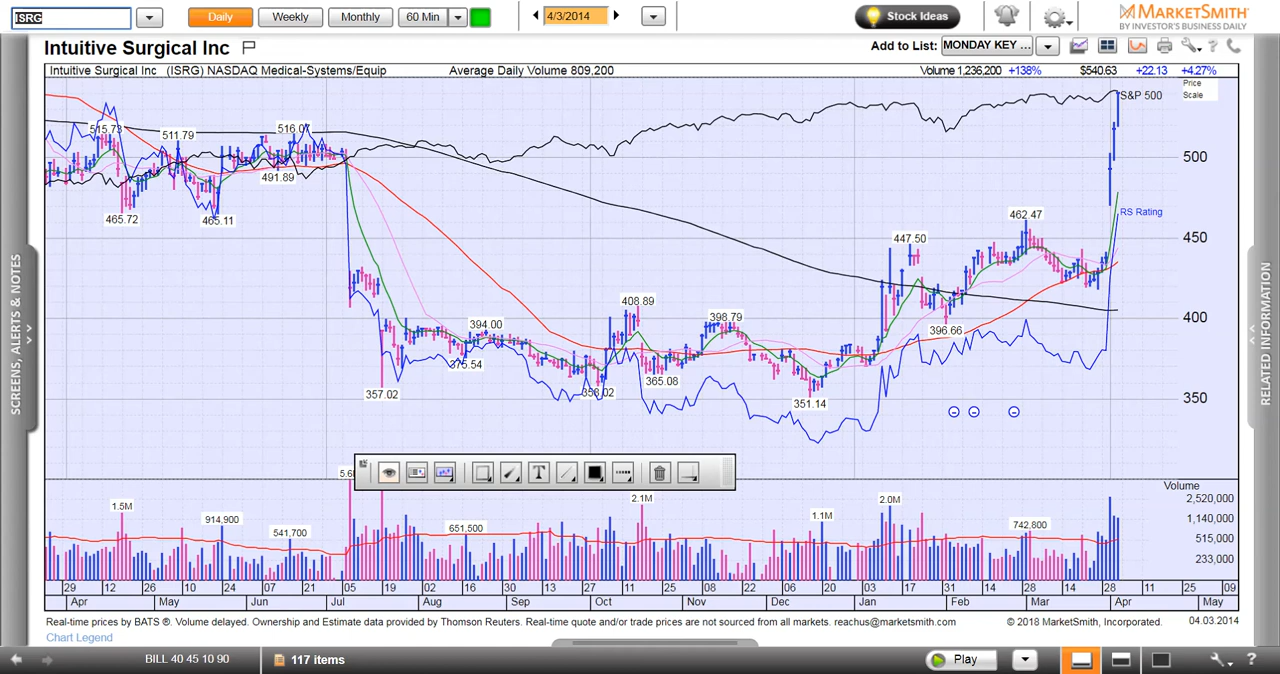 ISRG Daily Weekly Monthly 60 Min 4/3/2014 Stock Ideas MARKETSMITH
BY INVESTOR'S BUSINESS DAILY
Intuitive Surgical Inc Add to List: MONDAY KEY ... ?
Intuitive Surgical Inc (ISRG) NASDAQ Medical-Systems/Equip Average Daily Volume 809,200 Volume 1,236,200 +138% $540.63 +22.13 +4.27%
Price
Scale
S&P 500
515.73 511.79 516.07
500
491.89
465.72 465.11 462.47 RS Rating
447.50 450
408.89 398.79 400
394.00 396.66
375.54 365.08
357.02 353.02 351.14 350
SCREENS, ALERTS & NOTES
RELATED INFORMATION
T
Volume
1.5M 914,900 541,700 651,500 2.1M 1.1M 2.0M 742,800
2,520,000
1,140,000
515,000
233,000
29 12 26 10 24 07 21 05 19 02 16 30 13 27 11 25 08 22 06 20 03 17 31 14 28 14 28 11 25 09
Apr May Jun Jul Aug Sep Oct Nov Dec Jan Feb Mar Apr May
Real-time prices by BATS ®. Volume delayed. Ownership and Estimate data provided by Thomson Reuters. Real-time quote and/or trade prices are not sourced from all markets. reachus@marketsmith.com © 2018 MarketSmith, Incorporated. 04.03.2014
Chart Legend
BILL 40 45 10 90 117 items Play ?